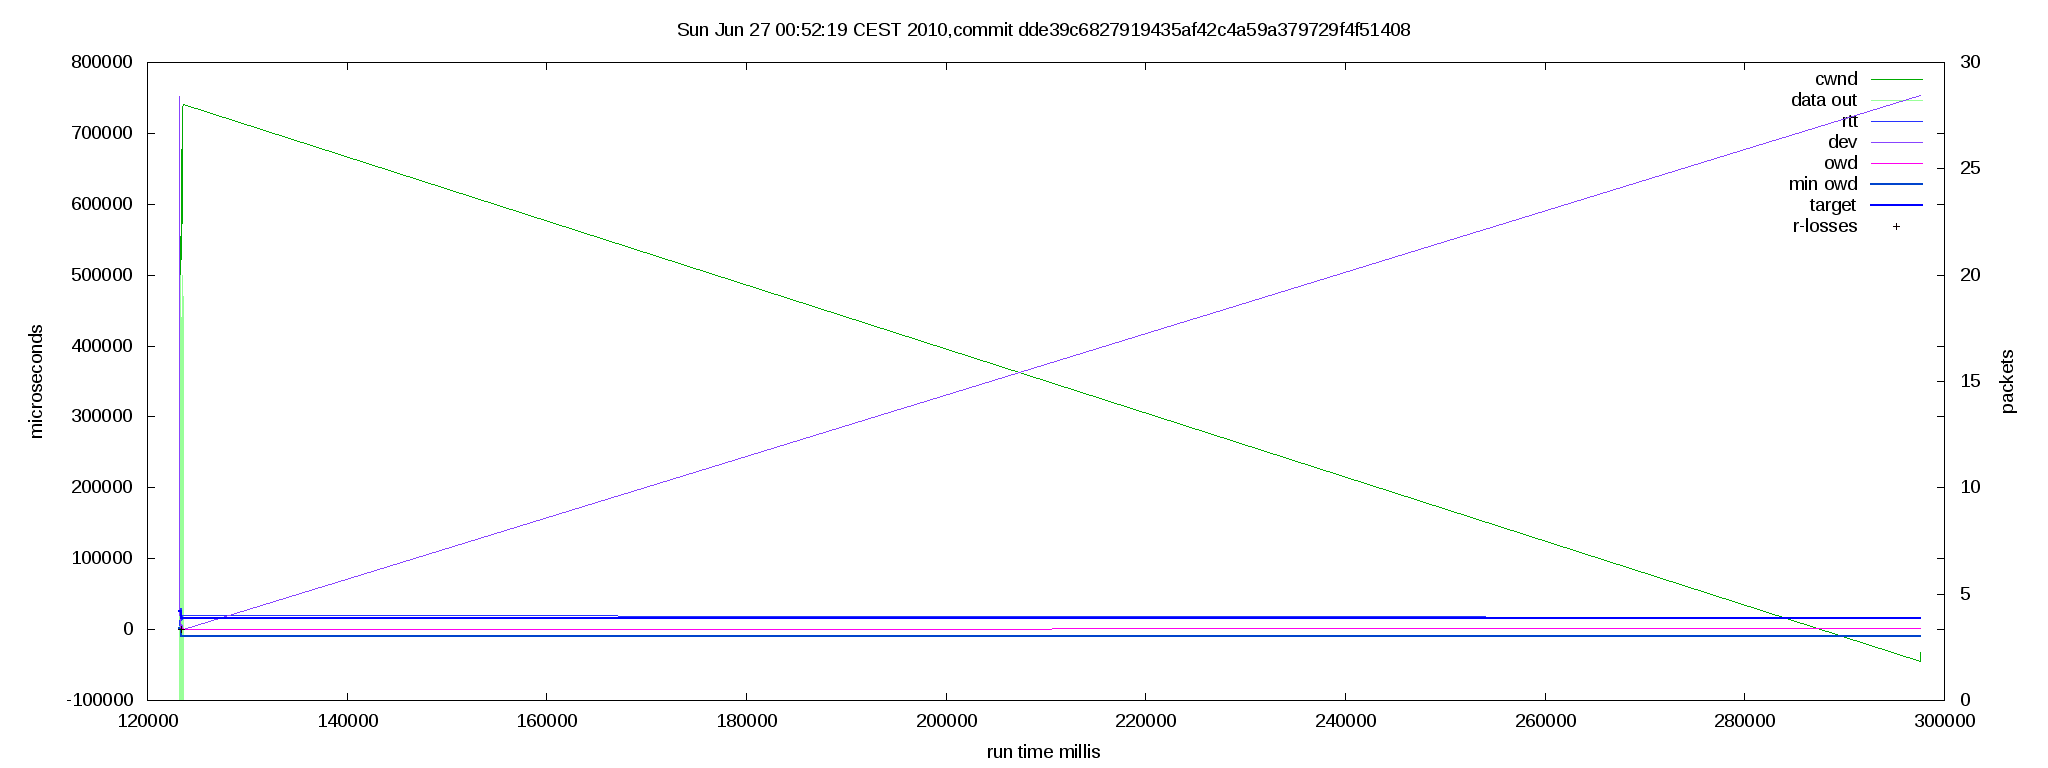 Sun Jun 27 00:52:19 CEST 2010,commit dde39c6827919435af42c4a59a379729f4f51408
800000
700000
600000
500000
400000
300000
200000
100000
0
-100000
microseconds
30
25
20
15
10
5
0
packets
cwnd
data out
rtt
dev
owd
min owd
target
r-losses
120000 140000 160000 180000 200000 220000 240000 260000 280000 300000
run time millis